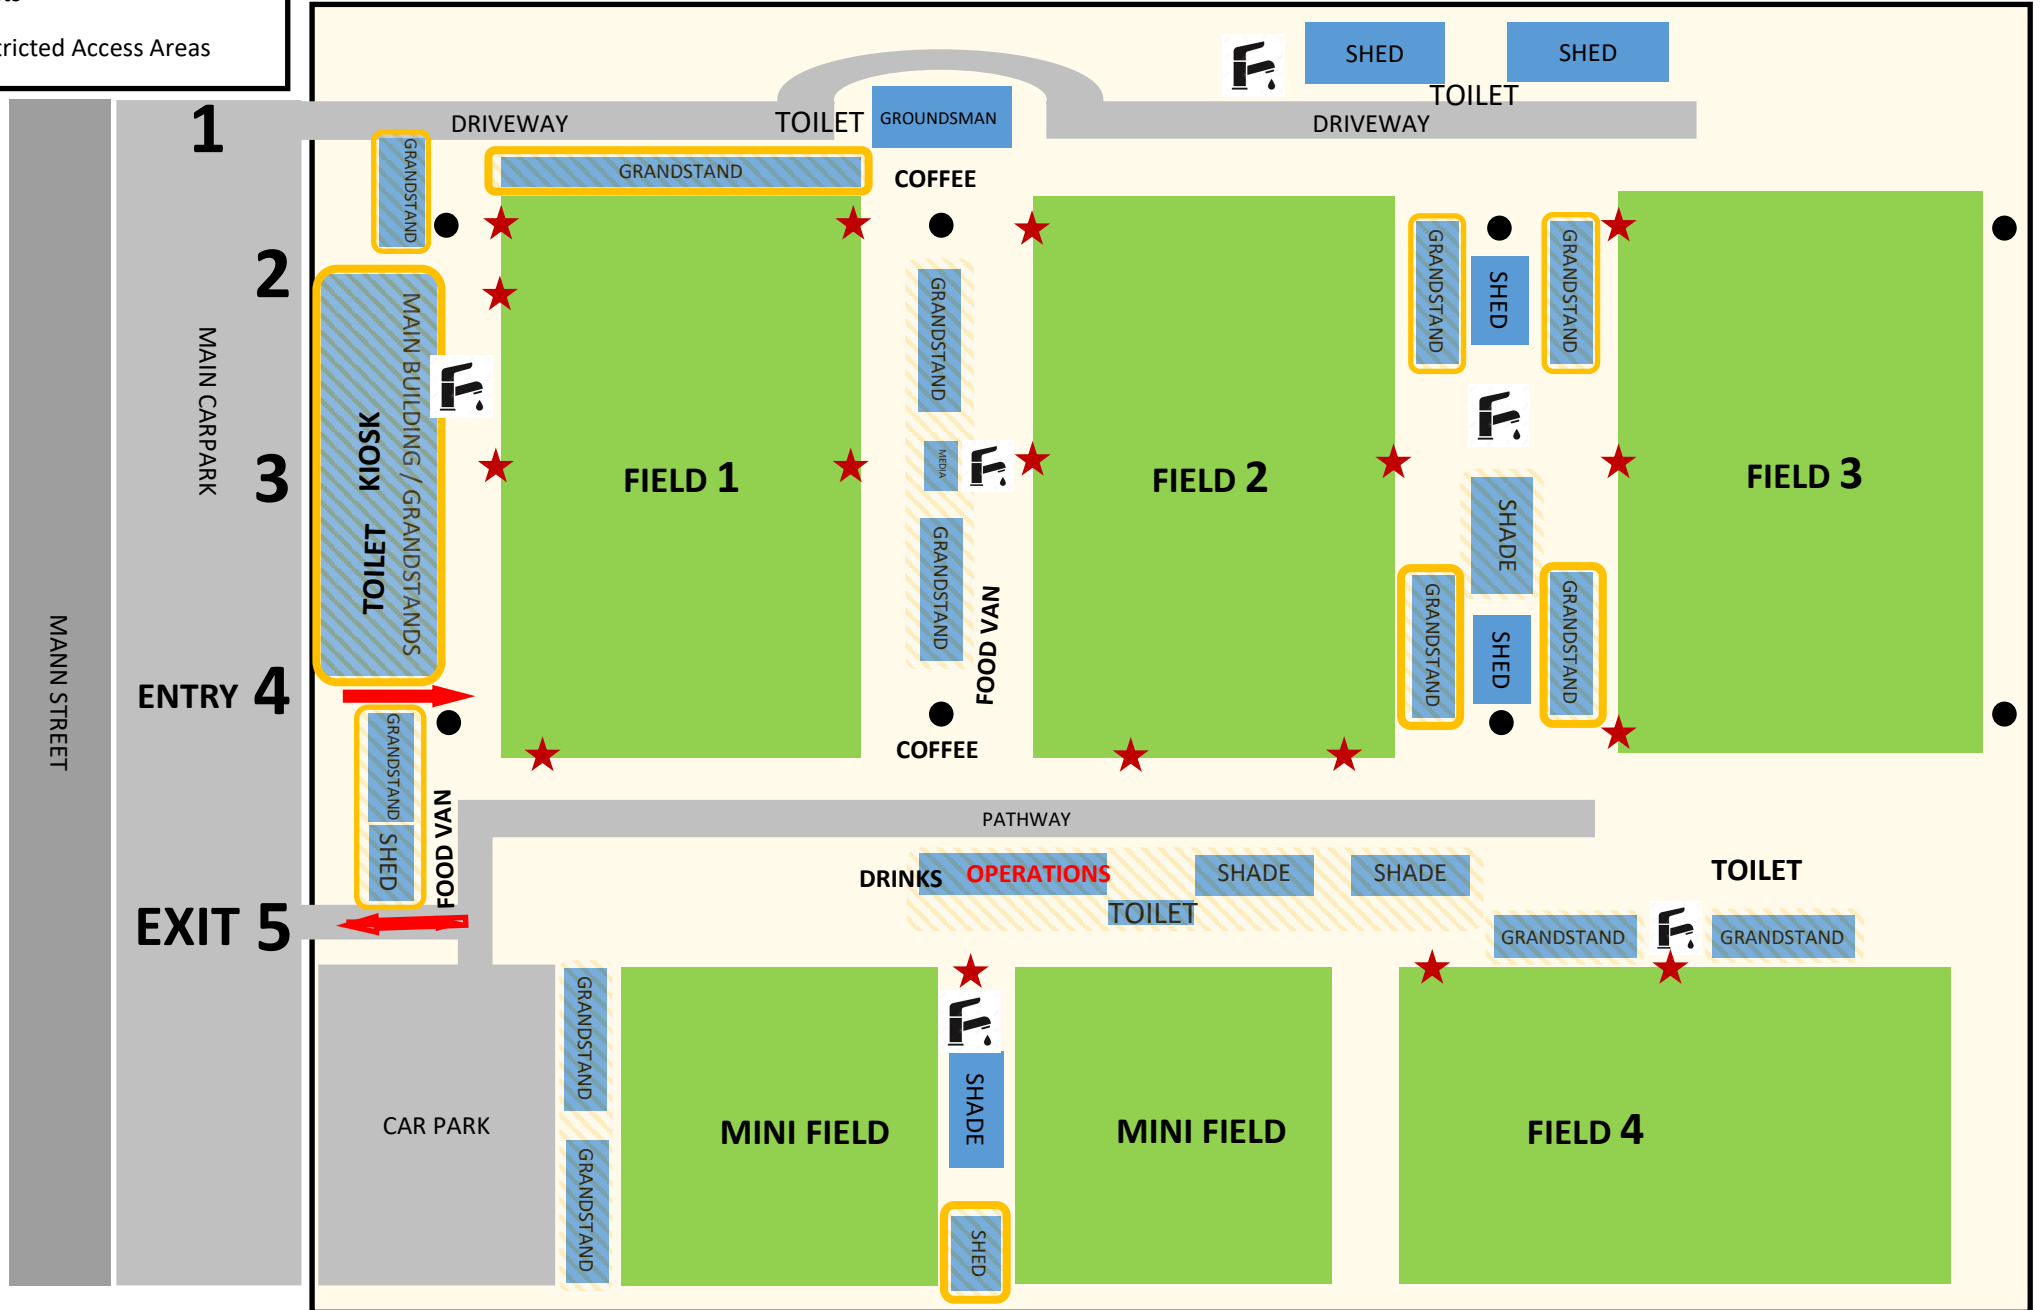 tricted Access Areas
SHED
SHED
TOILET
1
DRIVEWAY
TOILET
GROUNDSMAN
DRIVEWAY
GRANDSTAND
GRANDSTAND
COFFEE
2
MAIN CARPARK
MAIN BUILDING / GRANDSTANDS
KIOSK
TOILET
GRANDSTAND
GRANDSTAND
SHED
GRANDSTAND
3
FIELD 1
MEDIA
FIELD 2
FIELD 3
SHADE
GRANDSTAND
FOOD VAN
GRANDSTAND
SHED
GRANDSTAND
MANN STREET
ENTRY 4
GRANDSTAND
COFFEE
SHED
FOOD VAN
PATHWAY
DRINKS
OPERATIONS
SHADE
SHADE
TOILET
TOILET
EXIT 5
GRANDSTAND
GRANDSTAND
GRANDSTAND
CAR PARK
MINI FIELD
SHADE
MINI FIELD
FIELD 4
GRANDSTAND
SHED